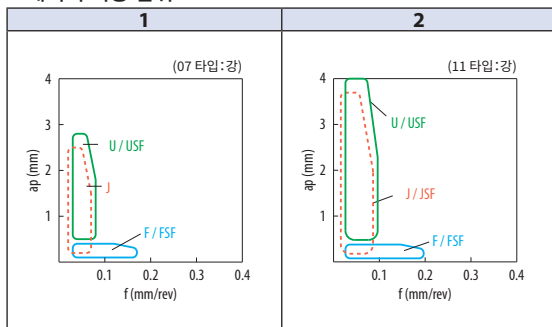 1
2
(07 타입:강)
ap (mm)
4
3
2
1
U / USF
J
F / FSF
0.1
0.2
0.3
0.4
f (mm/rev)
(11 타입:강)
ap (mm)
4
3
2
1
U / USF
J / JSF
F / FSF
0.1
0.2
0.3
0.4
f (mm/rev)